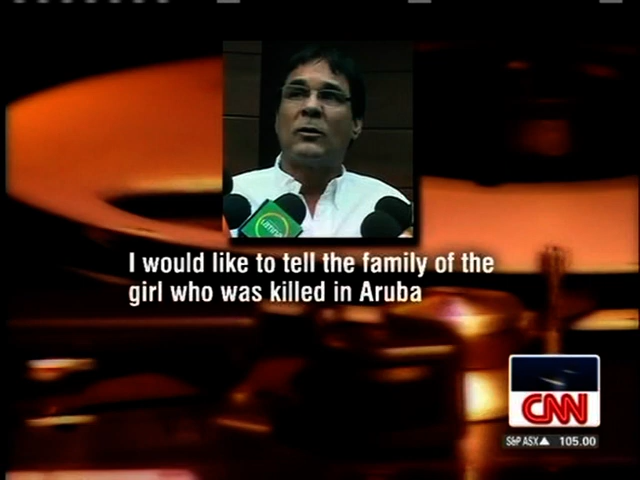 I would like to tell the family of the
girl who was killed in Aruba
CNN
S&P ASX▲ 105.00